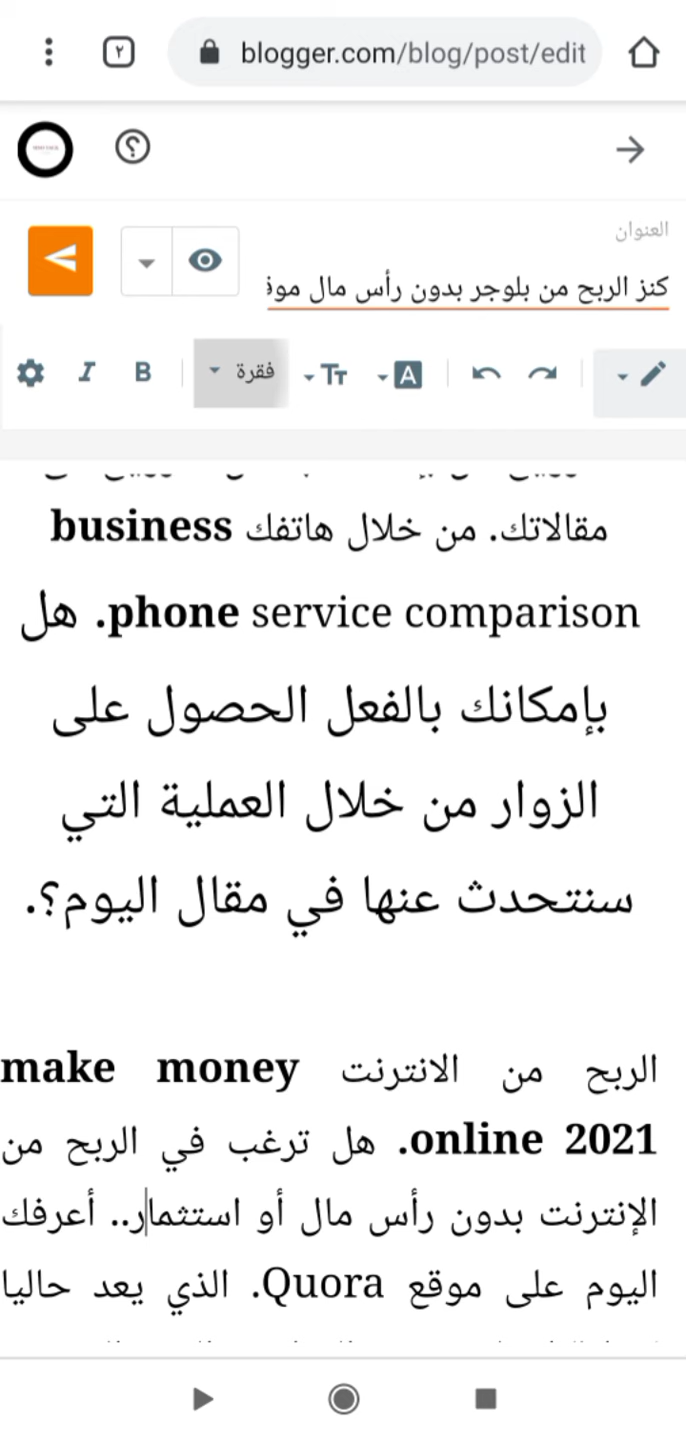 ٢
blogger.com/blog/post/edit
العنوان
كنز الربح من بلوجر بدون رأس مال
فقرة
مقالاتك. من خلال هاتفك business
phone service comparison. هل
بإمكانك بالفعل الحصول على
الزوار من خلال العملية التي
سنتحدث عنها في مقال اليوم؟.
الربح من الانترنت make money
online 2021. هل ترغب في الربح من
الإنترنت بدون رأس مال أو استثمار.. أعرفك
اليوم على موقع Quora. الذي يعد حاليا